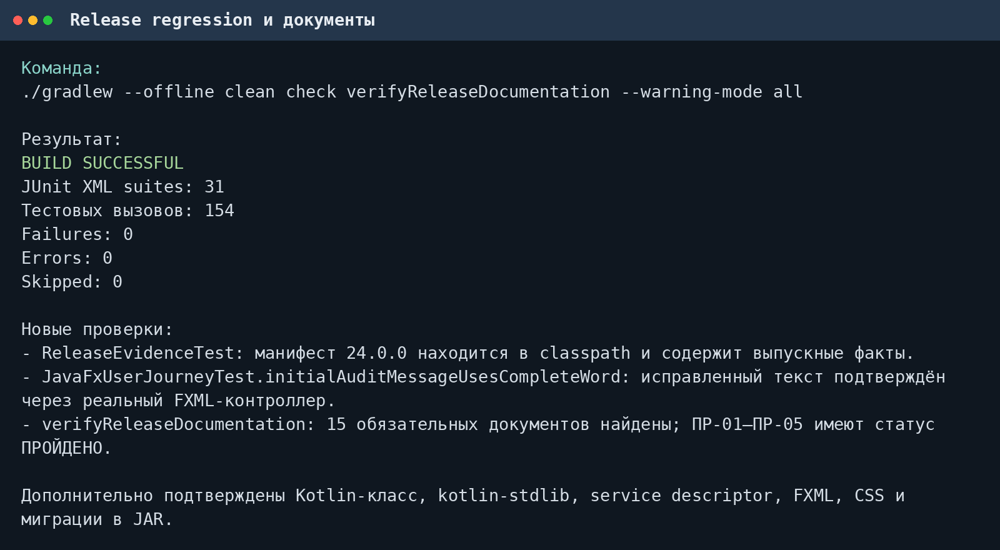 Release regression и документы
Команда:
./gradlew --offline clean check verifyReleaseDocumentation --warning-mode all
Результат:
BUILD SUCCESSFUL
JUnit XML suites: 31
Тестовых вызовов: 154
Failures: 0
Errors: 0
Skipped: 0
Новые проверки:
- ReleaseEvidenceTest: манифест 24.0.0 находится в classpath и содержит выпускные факты.
- JavaFxUserJourneyTest.initialAuditMessageUsesCompleteWord: исправленный текст подтверждён
через реальный FXML-контроллер.
- verifyReleaseDocumentation: 15 обязательных документов найдены; ПР-01—ПР-05 имеют статус
ПРОЙДЕНО.
Дополнительно подтверждены Kotlin-класс, kotlin-stdlib, service descriptor, FXML, CSS и
миграции в JAR.